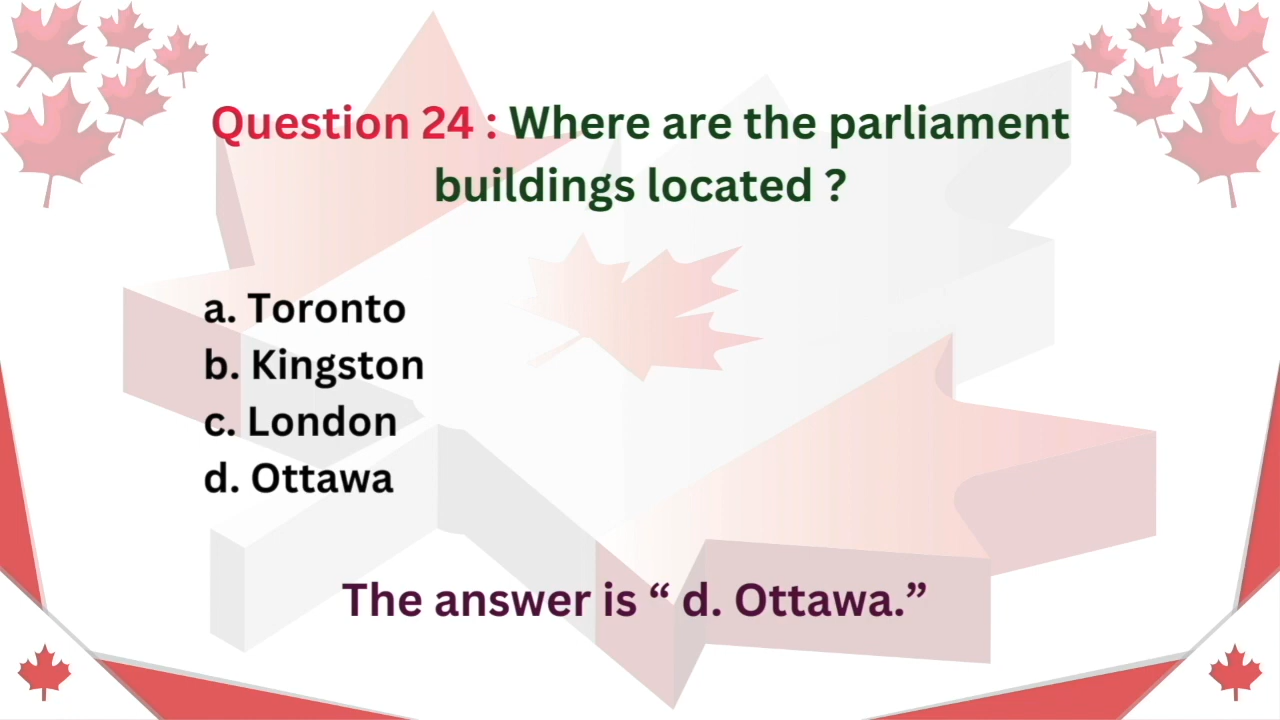 Question 24 : Where are the parliament
buildings located ?
a. Toronto
b. Kingston
c. London
d. Ottawa
The answer is “ d. Ottawa.”